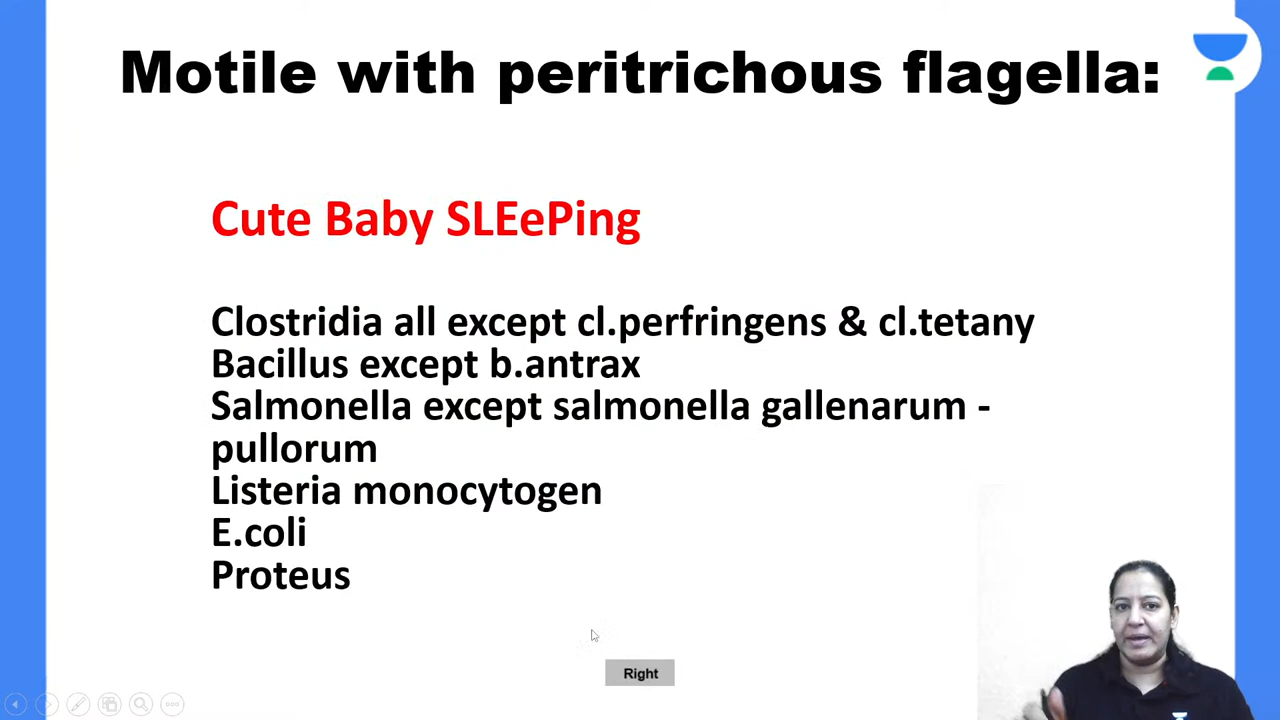 Motile with peritrichous flagella:
Cute Baby SLEePing
Clostridia all except cl.perfringens & cl.tetany
Bacillus except b.antrax
Salmonella except salmonella gallenarum -
pullorum
Listeria monocytogen
E.coli
Proteus
Right